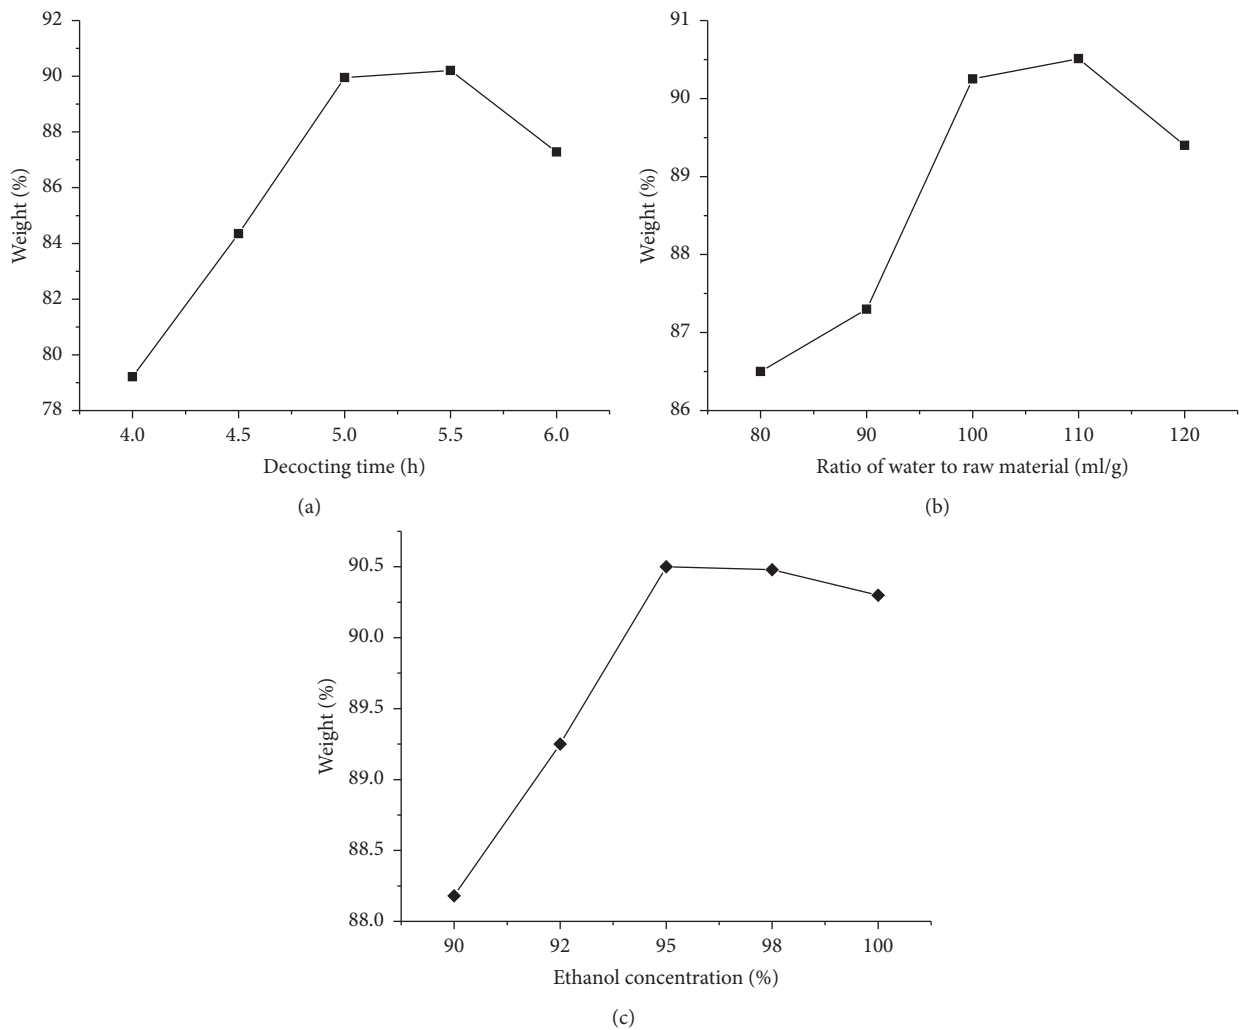 92
90
88
86
84
82
80
78
Weight (%)
4.0 4.5 5.0 5.5 6.0
Decocting time (h)
(a)
91
90
89
88
87
86
Weight (%)
80 90 100 110 120
Ratio of water to raw material (ml/g)
(b)
90.5
90.0
89.5
89.0
88.5
88.0
Weight (%)
90 92 95 98 100
Ethanol concentration (%)
(c)